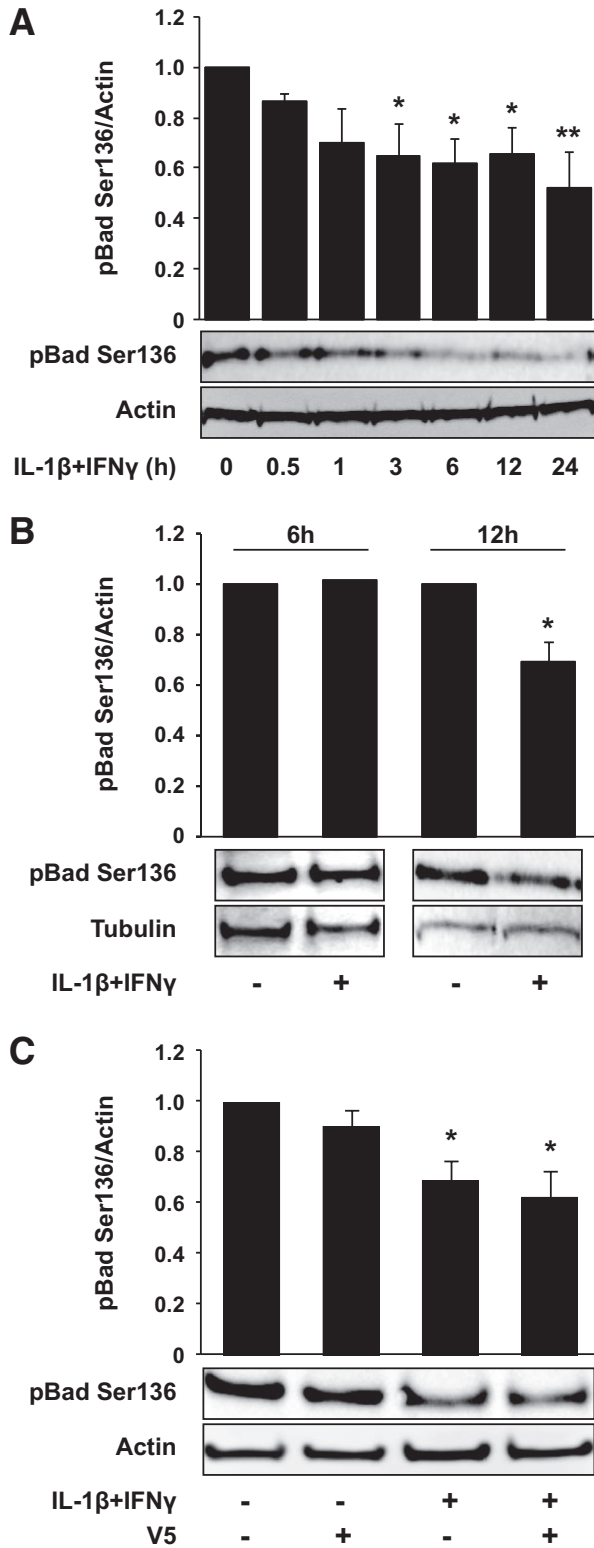 A
pBad Ser136/Actin
1.2
1.0
0.8
0.6
0.4
0.2
0
* * * **
pBad Ser136
Actin
IL-1β+IFNγ (h) 0 0.5 1 3 6 12 24
B
pBad Ser136/Actin
1.2
1.0
0.8
0.6
0.4
0.2
0
6h 12h
*
pBad Ser136
Tubulin
IL-1β+IFNγ - + - +
C
pBad Ser136/Actin
1.2
1.0
0.8
0.6
0.4
0.2
0
* *
pBad Ser136
Actin
IL-1β+IFNγ - - + +
V5 - + - +